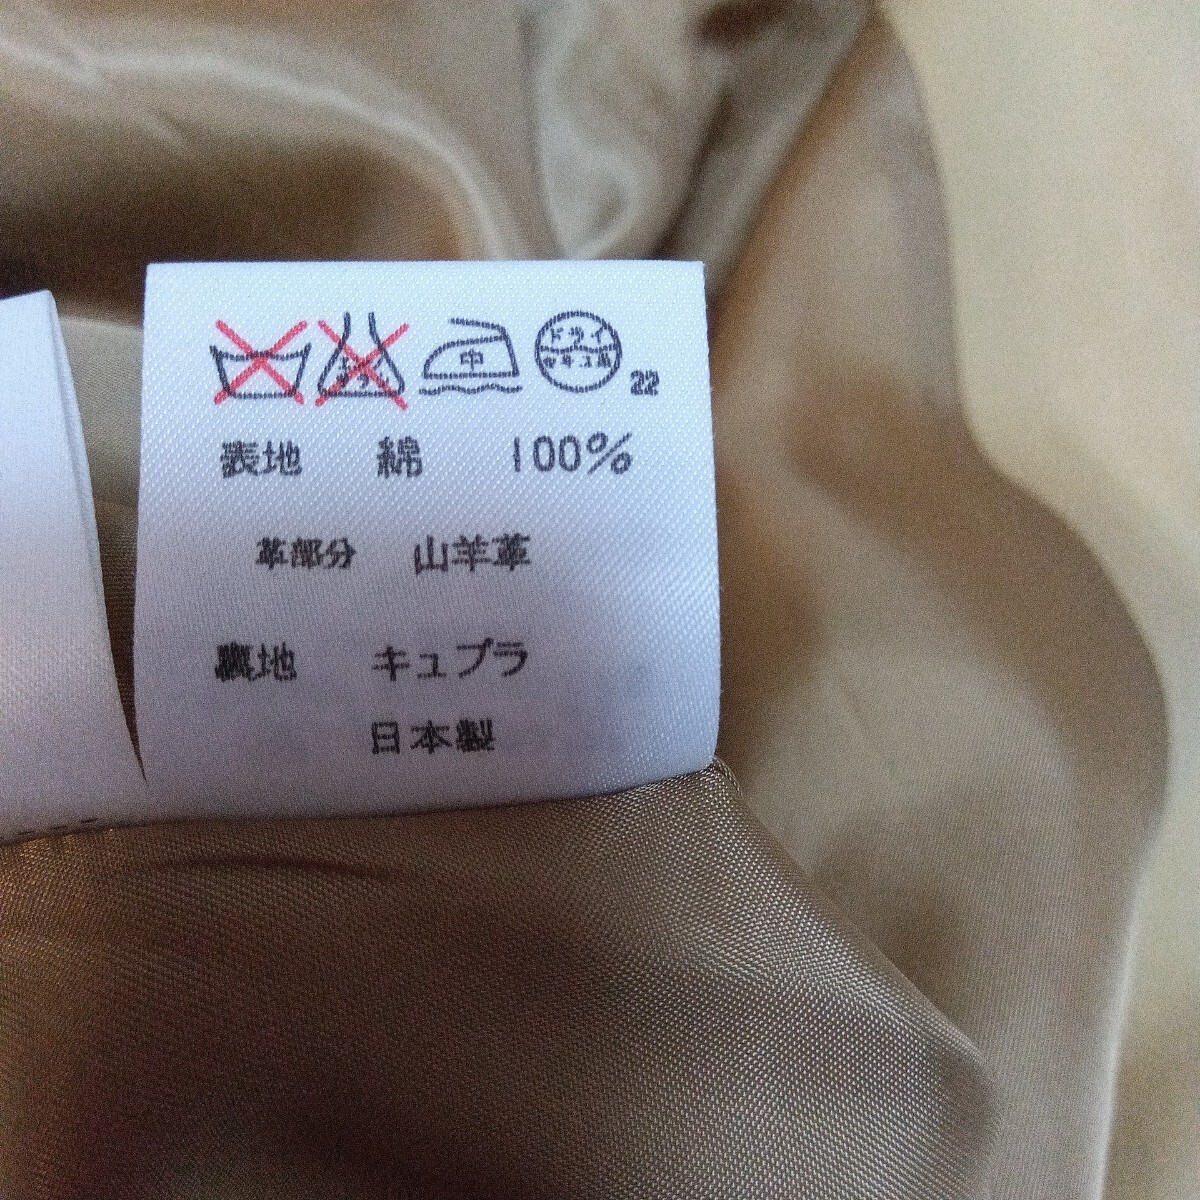 中 ドライ セキユ系 22
表地 綿 100%
革部分 山羊革
裏地 キュプラ
日本製